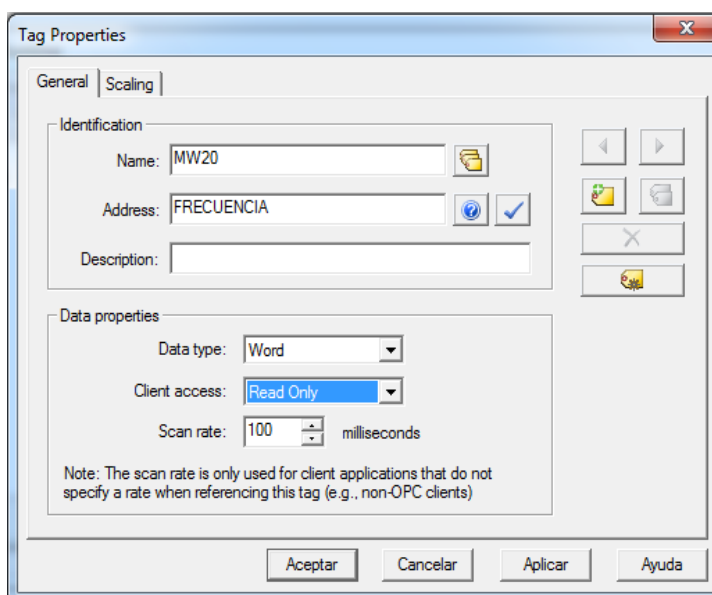 Tag Properties
General Scaling
Identification
Name: MW20
Address: FRECUENCIA
Description:
Data properties
Data type: Word
Client access: Read Only
Scan rate: 100 milliseconds
Note: The scan rate is only used for client applications that do not
specify a rate when referencing this tag (e.g., non-OPC clients)
Aceptar Cancelar Aplicar Ayuda